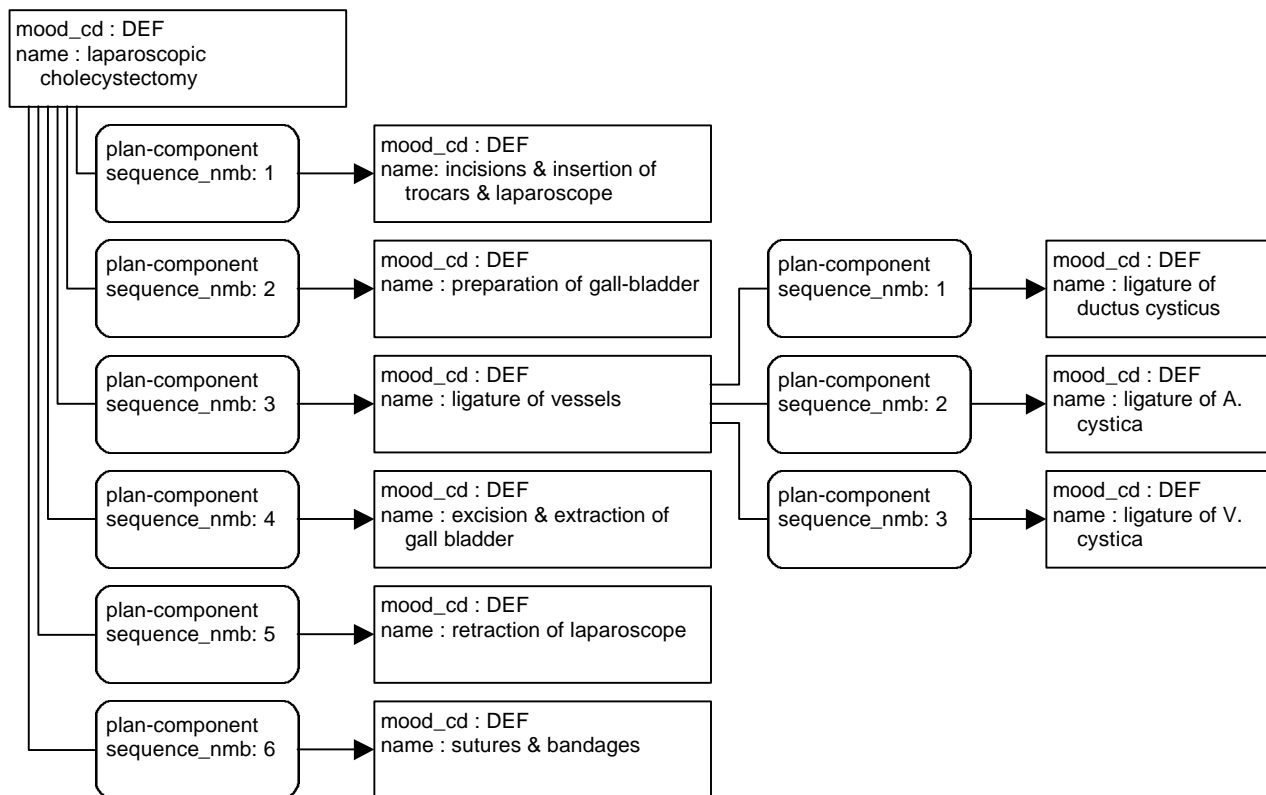 mood_cd : DEF
name : laparoscopic
cholecystectomy
plan-component
sequence_nmb: 1
mood_cd : DEF
name: incisions & insertion of
trocars & laparoscope
plan-component
sequence_nmb: 2
mood_cd : DEF
name : preparation of gall-bladder
plan-component
sequence_nmb: 1
mood_cd : DEF
name : ligature of
ductus cysticus
plan-component
sequence_nmb: 3
mood_cd : DEF
name : ligature of vessels
plan-component
sequence_nmb: 2
mood_cd : DEF
name : ligature of A.
cystica
plan-component
sequence_nmb: 4
mood_cd : DEF
name : excision & extraction of
gall bladder
plan-component
sequence_nmb: 3
mood_cd : DEF
name : ligature of V.
cystica
plan-component
sequence_nmb: 5
mood_cd : DEF
name : retraction of laparoscope
plan-component
sequence_nmb: 6
mood_cd : DEF
name : sutures & bandages